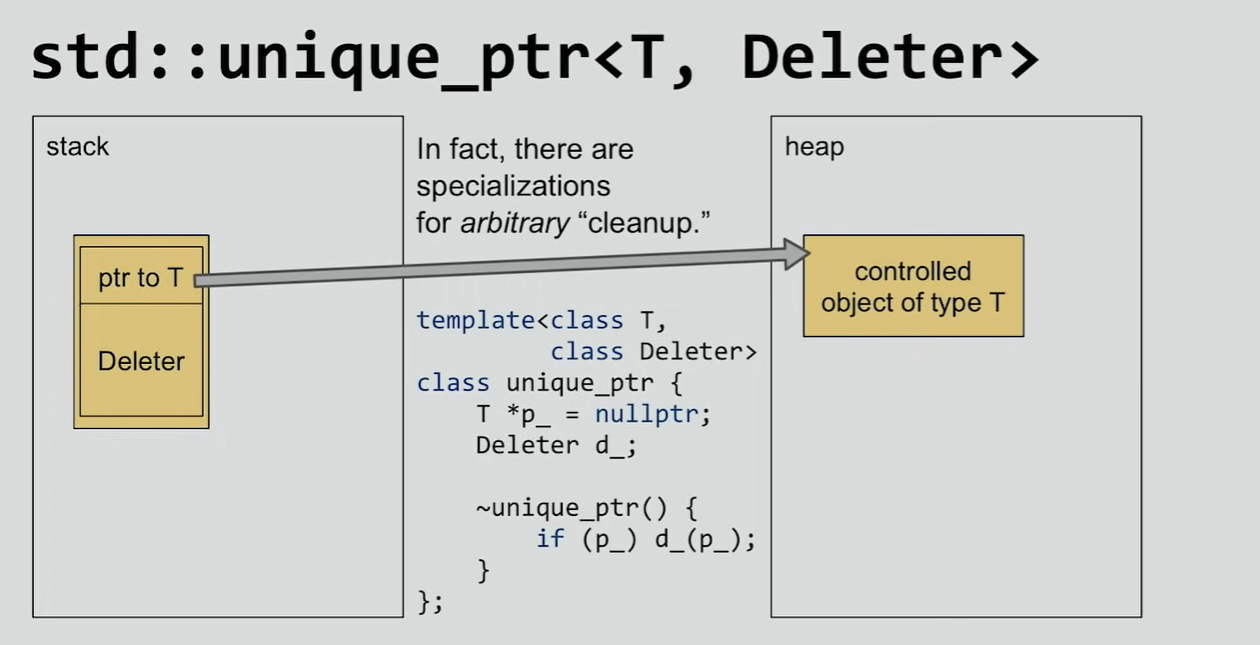 std::unique_ptr<T, Deleter>
stack
ptr to T
Deleter
In fact, there are
specializations
for arbitrary “cleanup.”
template<class T,
         class Deleter>
class unique_ptr {
    T *p_ = nullptr;
    Deleter d_;

    ~unique_ptr() {
        if (p_) d_(p_);
    }
};
heap
controlled
object of type T